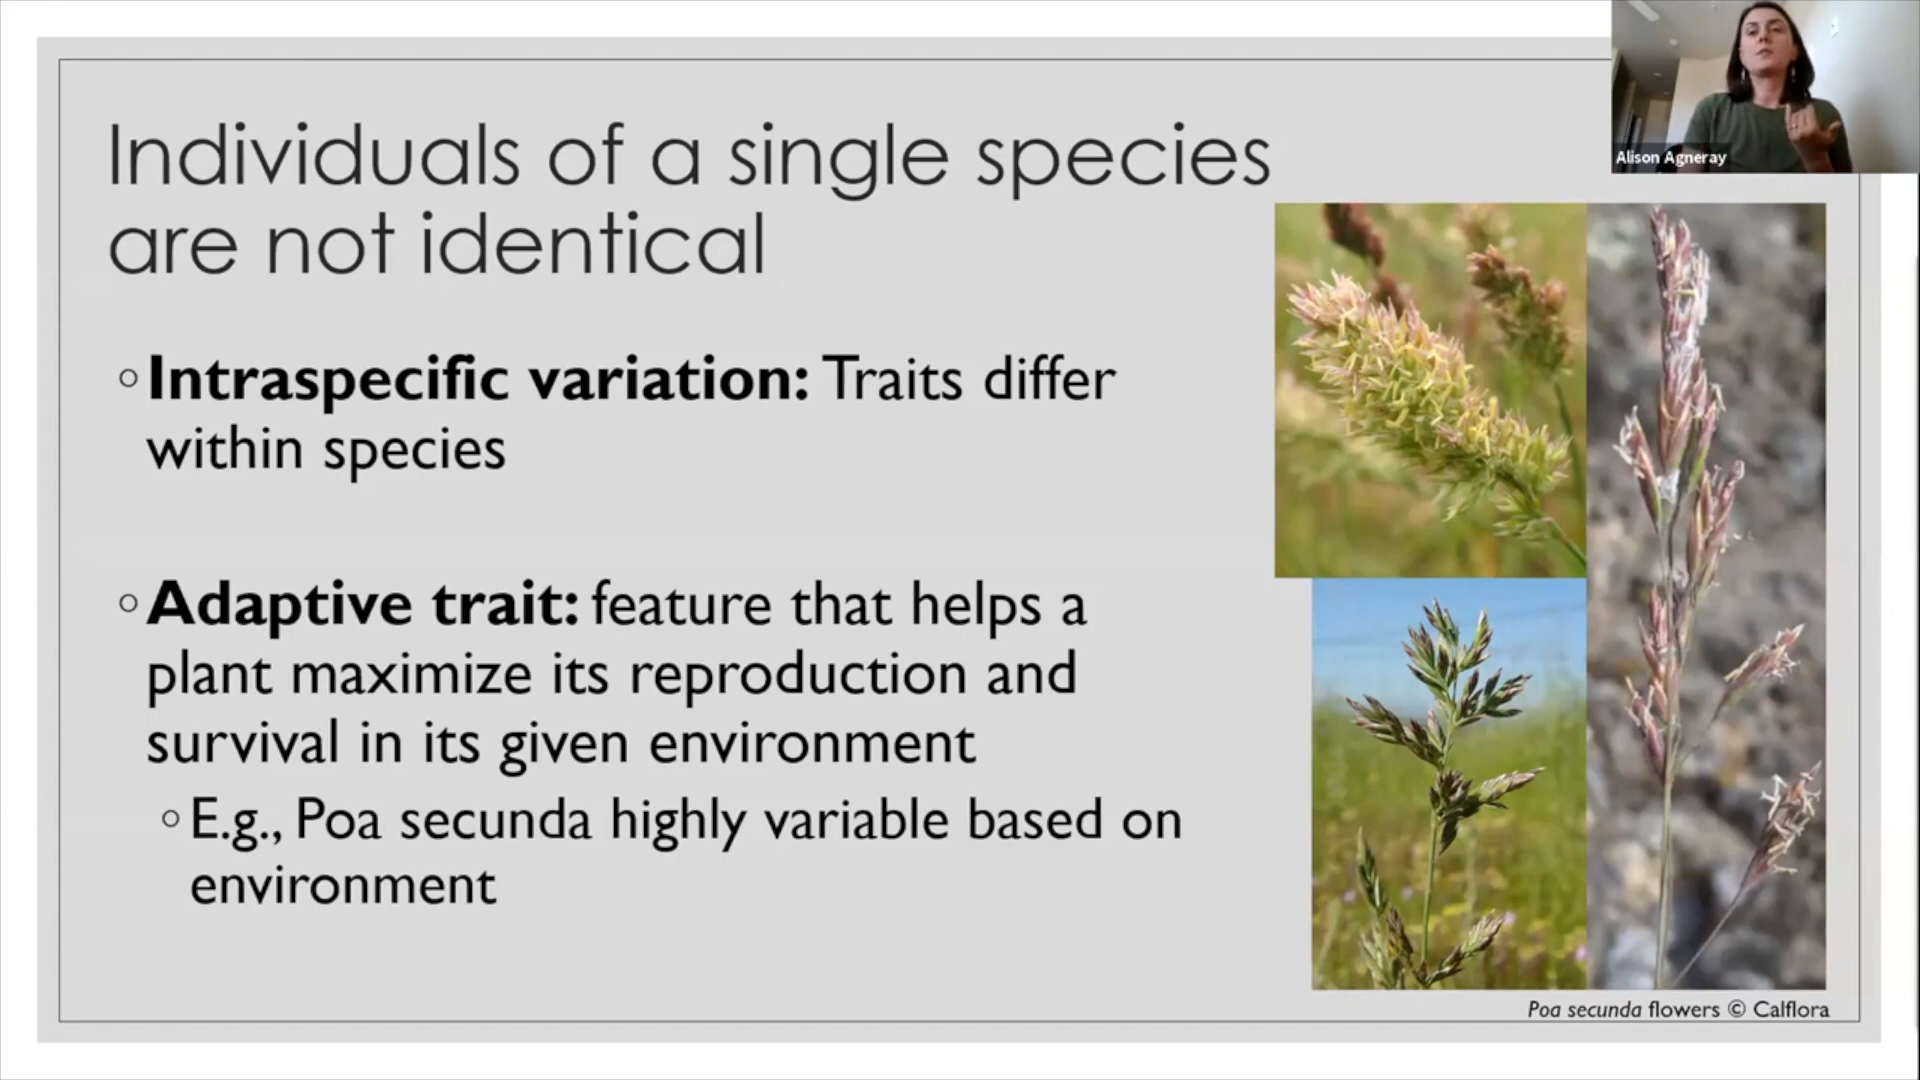 Alison Agneray
Individuals of a single species
are not identical
◦Intraspecific variation: Traits differ
within species
◦Adaptive trait: feature that helps a
plant maximize its reproduction and
survival in its given environment
◦E.g., Poa secunda highly variable based on
environment
Poa secunda flowers © Calflora